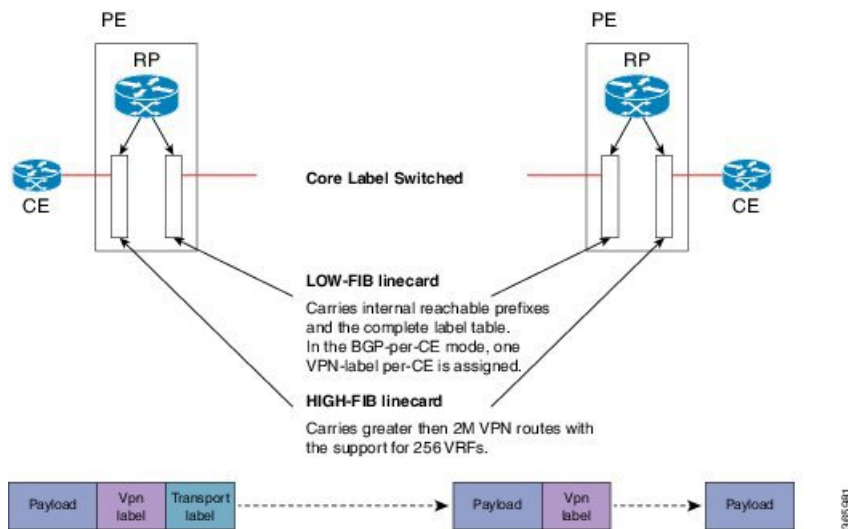 PE
PE
RP
RP
CE
Core Label Switched
CE
LOW-FIB linecard
Carries internal reachable prefixes
and the complete label table.
In the BGP-per-CE mode, one
VPN-label per-CE is assigned.
HIGH-FIB linecard
Carries greater then 2M VPN routes with
the support for 256 VRFs.
Payload
Vpn
label
Transport
label
Payload
Vpn
label
Payload
365981